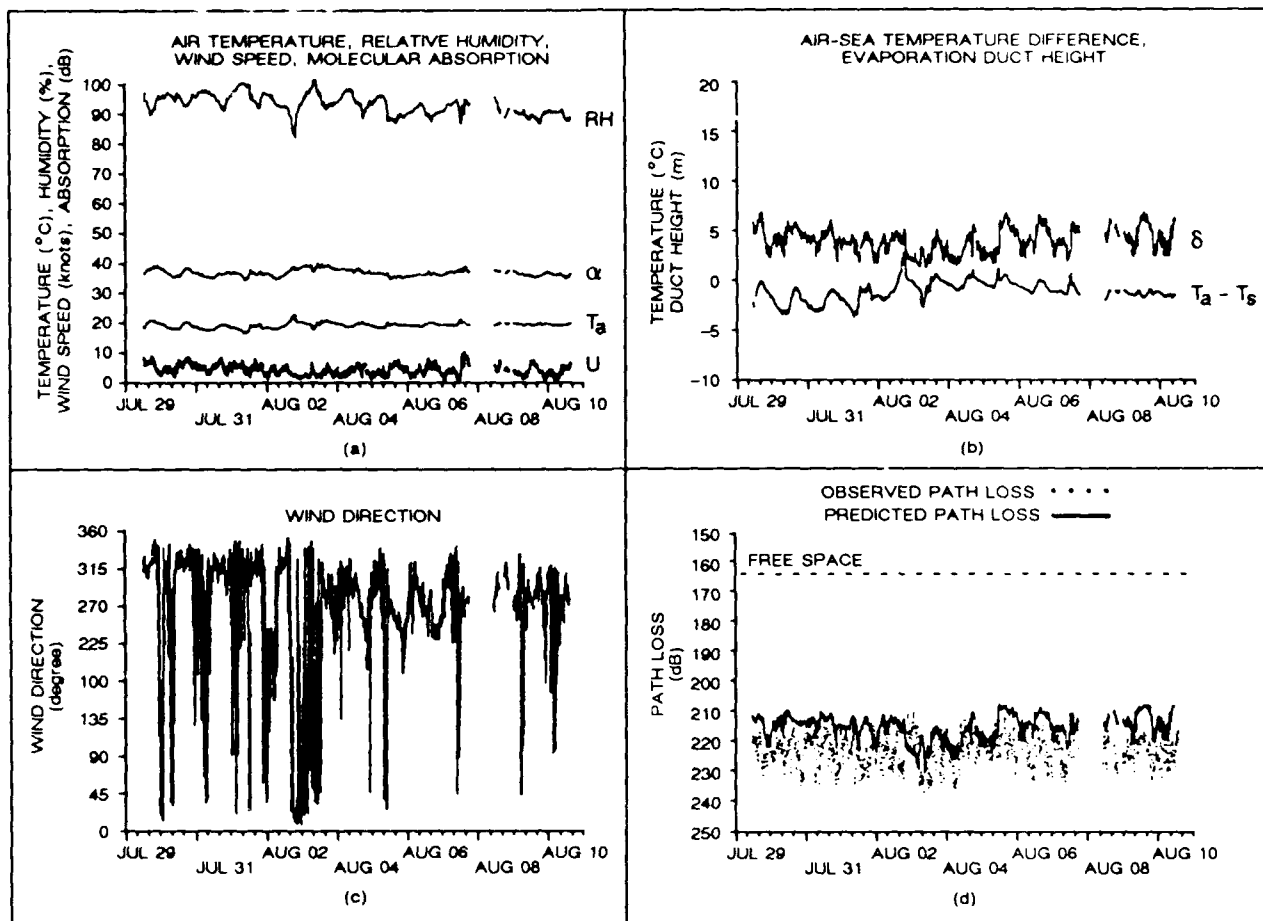 AIR TEMPERATURE, RELATIVE HUMIDITY,
WIND SPEED, MOLECULAR ABSORPTION
TEMPERATURE (°C), HUMIDITY (%),
WIND SPEED (knots), ABSORPTION (dB)
100
90
80
70
60
50
40
30
20
10
0
RH
α
Ta
U
JUL 29
JUL 31
AUG 02
AUG 04
AUG 06
AUG 08
AUG 10
(a)
AIR-SEA TEMPERATURE DIFFERENCE,
EVAPORATION DUCT HEIGHT
TEMPERATURE (°C)
DUCT HEIGHT (m)
20
15
10
5
0
−5
−10
δ
Ta - Ts
JUL 29
JUL 31
AUG 02
AUG 04
AUG 06
AUG 08
AUG 10
(b)
WIND DIRECTION
WIND DIRECTION
(degree)
360
315
270
225
100
135
90
45
0
JUL 29
JUL 31
AUG 02
AUG 04
AUG 06
AUG 08
AUG 10
(c)
OBSERVED PATH LOSS
PREDICTED PATH LOSS
FREE SPACE
PATH LOSS
(dB)
150
160
170
180
190
200
210
220
230
240
250
JUL 29
JUL 31
AUG 02
AUG 04
AUG 06
AUG 08
AUG 10
(d)